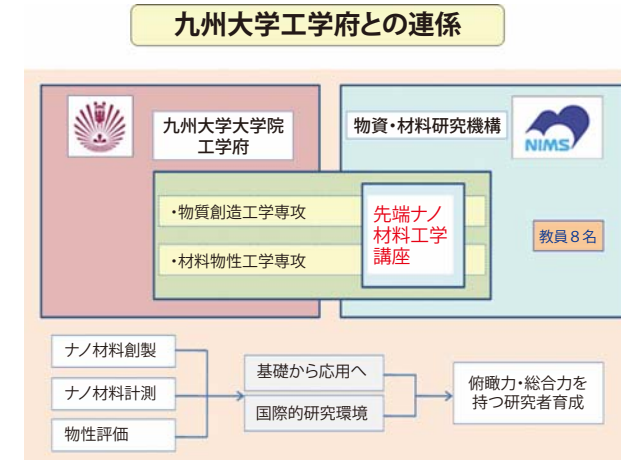 九州大学工学府との連係
九州大学大学院
工学府
物資・材料研究機構
NIMS
・物質創造工学専攻
・材料物性工学専攻
先端ナノ
材料工学
講座
教員8名
ナノ材料創製
ナノ材料計測
物性評価
基礎から応用へ
国際的研究環境
俯瞰力・総合力を
持つ研究者育成